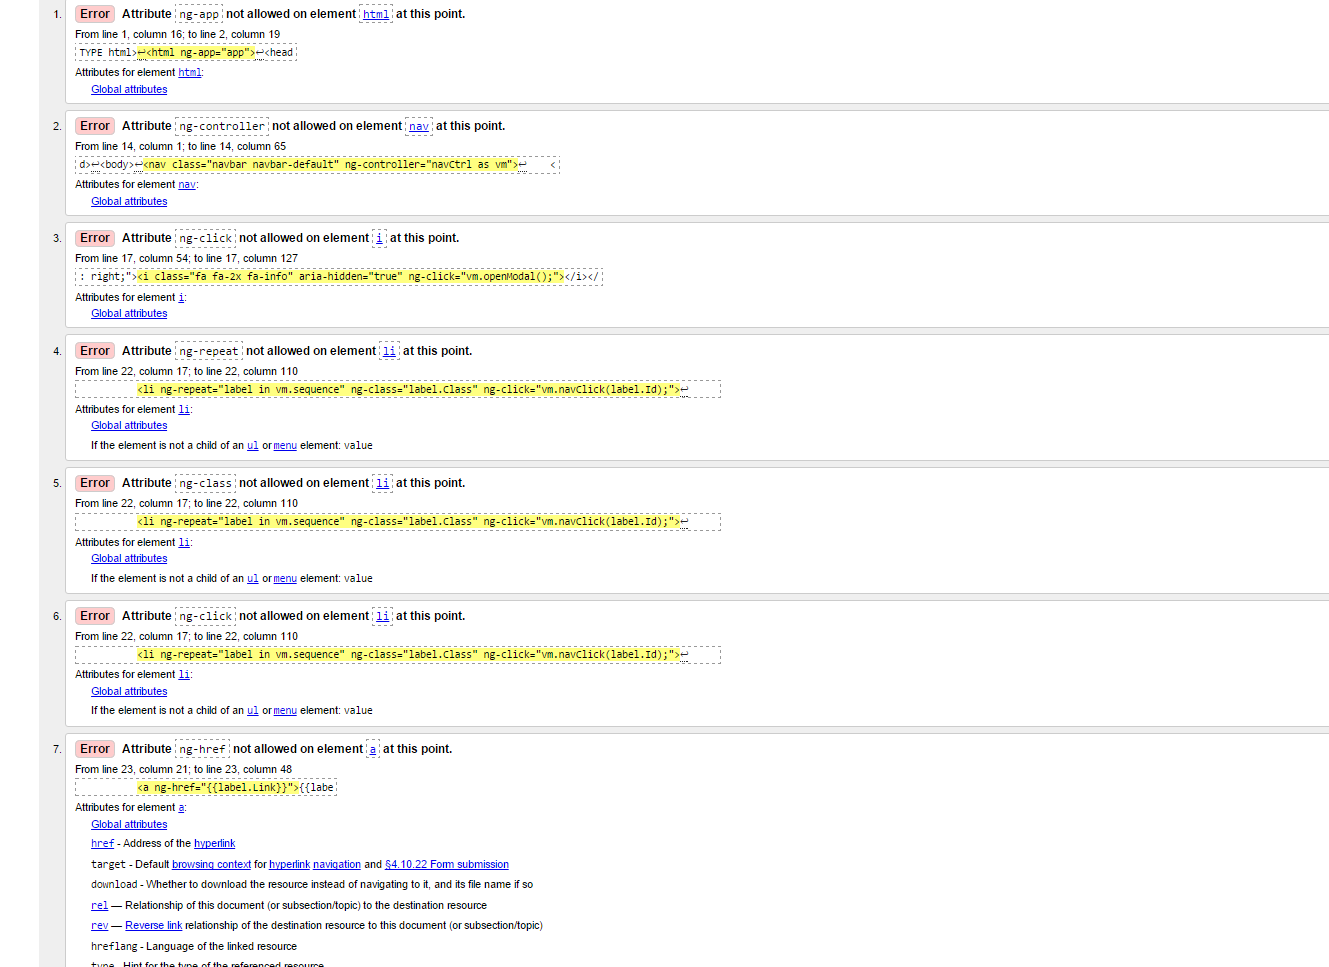 1. Error Attribute ng-app not allowed on element html at this point.
From line 1, column 16; to line 2, column 19
TYPE html>↩<html ng-app="app">↩<head
Attributes for element html:
Global attributes
2. Error Attribute ng-controller not allowed on element nav at this point.
From line 14, column 1; to line 14, column 65
d>↩<body>↩<nav class="navbar navbar-default" ng-controller="navCtrl as vm">↩    <
Attributes for element nav:
Global attributes
3. Error Attribute ng-click not allowed on element i at this point.
From line 17, column 54; to line 17, column 127
: right;"><i class="fa fa-2x fa-info" aria-hidden="true" ng-click="vm.openModal();"></i></
Attributes for element i:
Global attributes
4. Error Attribute ng-repeat not allowed on element li at this point.
From line 22, column 17; to line 22, column 110
<li ng-repeat="label in vm.sequence" ng-class="label.Class" ng-click="vm.navClick(label.Id);">↩
Attributes for element li:
Global attributes
If the element is not a child of an ul or menu element: value
5. Error Attribute ng-class not allowed on element li at this point.
From line 22, column 17; to line 22, column 110
<li ng-repeat="label in vm.sequence" ng-class="label.Class" ng-click="vm.navClick(label.Id);">↩
Attributes for element li:
Global attributes
If the element is not a child of an ul or menu element: value
6. Error Attribute ng-click not allowed on element li at this point.
From line 22, column 17; to line 22, column 110
<li ng-repeat="label in vm.sequence" ng-class="label.Class" ng-click="vm.navClick(label.Id);">↩
Attributes for element li:
Global attributes
If the element is not a child of an ul or menu element: value
7. Error Attribute ng-href not allowed on element a at this point.
From line 23, column 21; to line 23, column 48
<a ng-href="{{label.Link}}">{{labe
Attributes for element a:
Global attributes
href - Address of the hyperlink
target - Default browsing context for hyperlink navigation and §4.10.22 Form submission
download - Whether to download the resource instead of navigating to it, and its file name if so
rel — Relationship of this document (or subsection/topic) to the destination resource
rev — Reverse link relationship of the destination resource to this document (or subsection/topic)
hreflang - Language of the linked resource
type - Hint for the type of the referenced resource